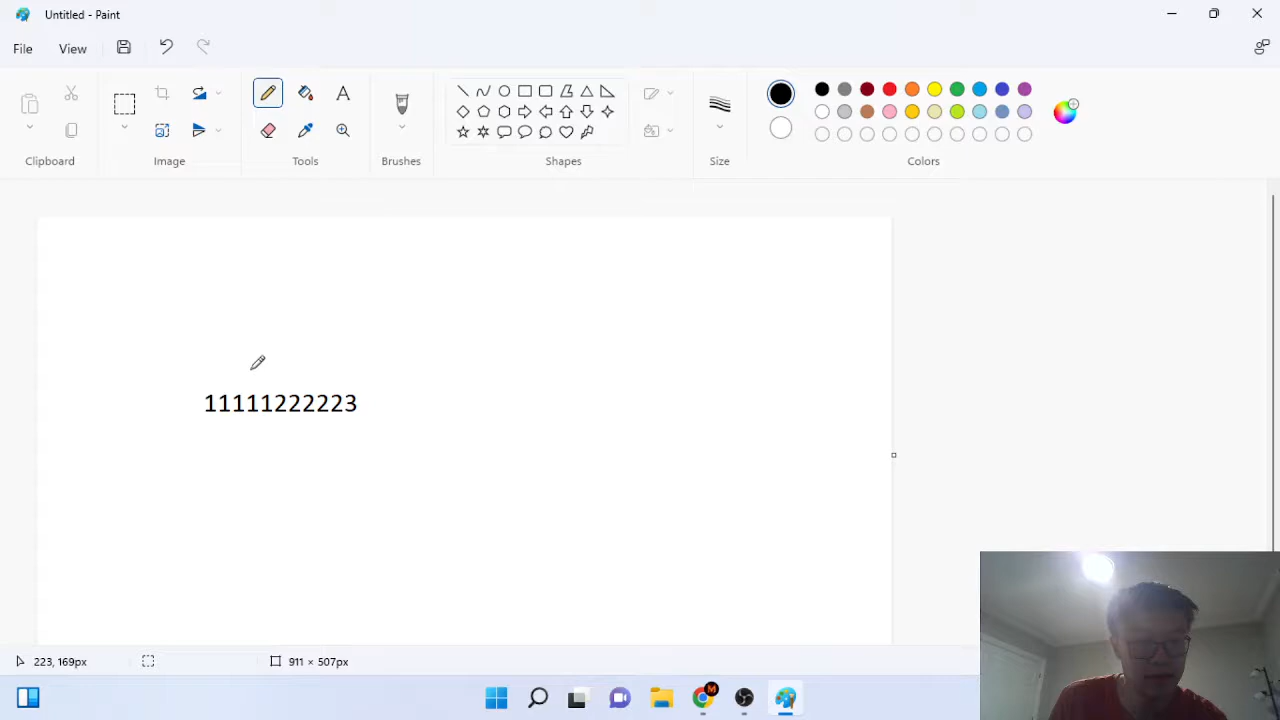 Untitled - Paint
File
View
Clipboard
Image
Tools
Brushes
Shapes
Size
Colors
A
11111222223
223, 169px
911 × 507px
M